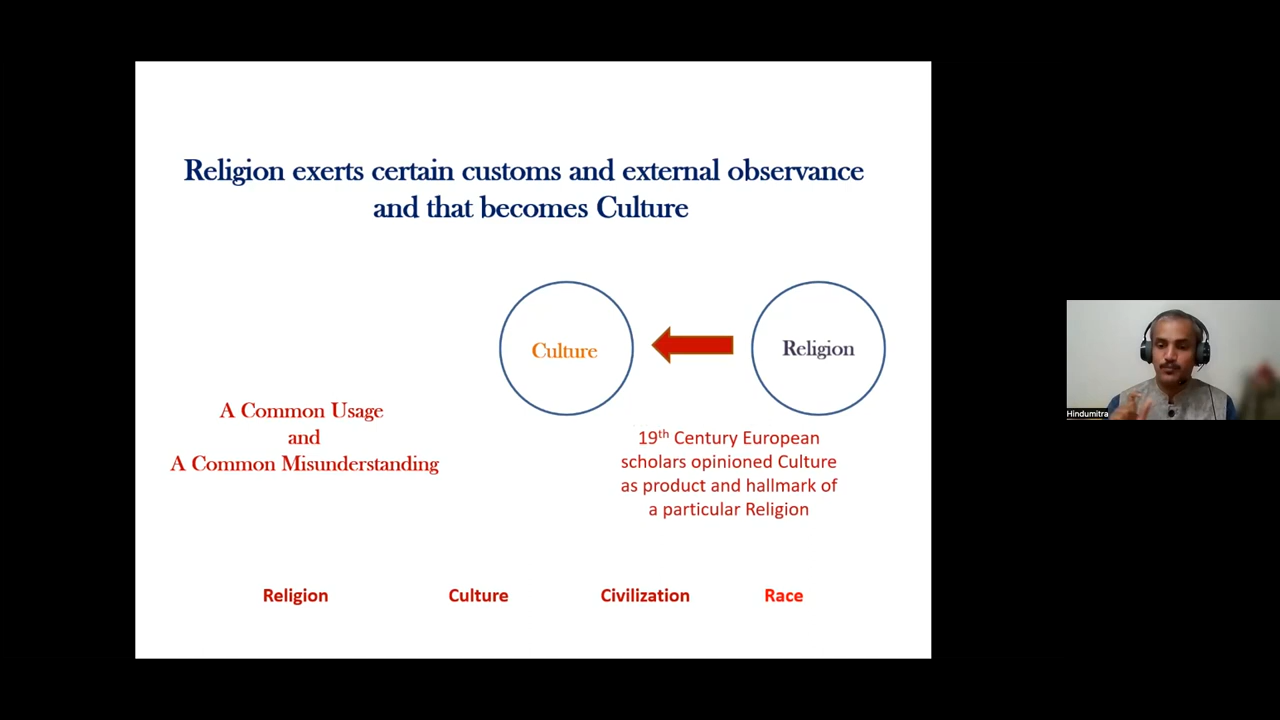 Religion exerts certain customs and external observance
and that becomes Culture
Culture
Religion
A Common Usage
and
A Common Misunderstanding
19th Century European
scholars opinioned Culture
as product and hallmark of
a particular Religion
Religion Culture Civilization Race
Hindumitra